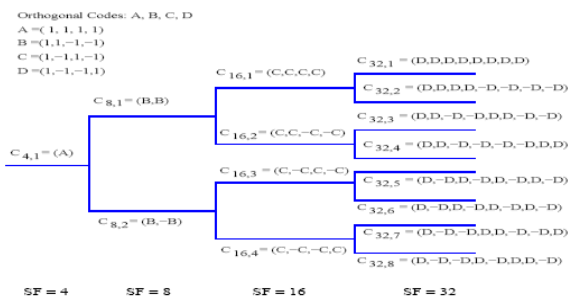 Orthogonal Codes: A, B, C, D
A =( 1, 1, 1, 1)
B =(1,1,−1,−1)
C =(1,−1,1,−1)
D =(1,−1,−1,1)
C 4,1 = (A)
C 8,1 = (B,B)
C 8,2 = (B,−B)
C 16,1 = (C,C,C,C)
C 16,2 = (C,C,−C,−C)
C 16,3 = (C,−C,C,−C)
C 16,4 = (C,−C,−C,C)
C 32,1 = (D,D,D,D,D,D,D,D)
C 32,2 = (D,D,D,D,−D,−D,−D,−D)
C 32,3 = (D,D,−D,−D,D,D,−D,−D)
C 32,4 = (D,D,−D,−D,−D,−D,D,D)
C 32,5 = (D,−D,D,−D,D,−D,D,−D)
C 32,6 = (D,−D,D,−D,−D,D,−D,D)
C 32,7 = (D,−D,−D,D,D,−D,−D,D)
C 32,8 = (D,−D,−D,D,−D,D,D,−D)
SF = 4 SF = 8 SF = 16 SF = 32